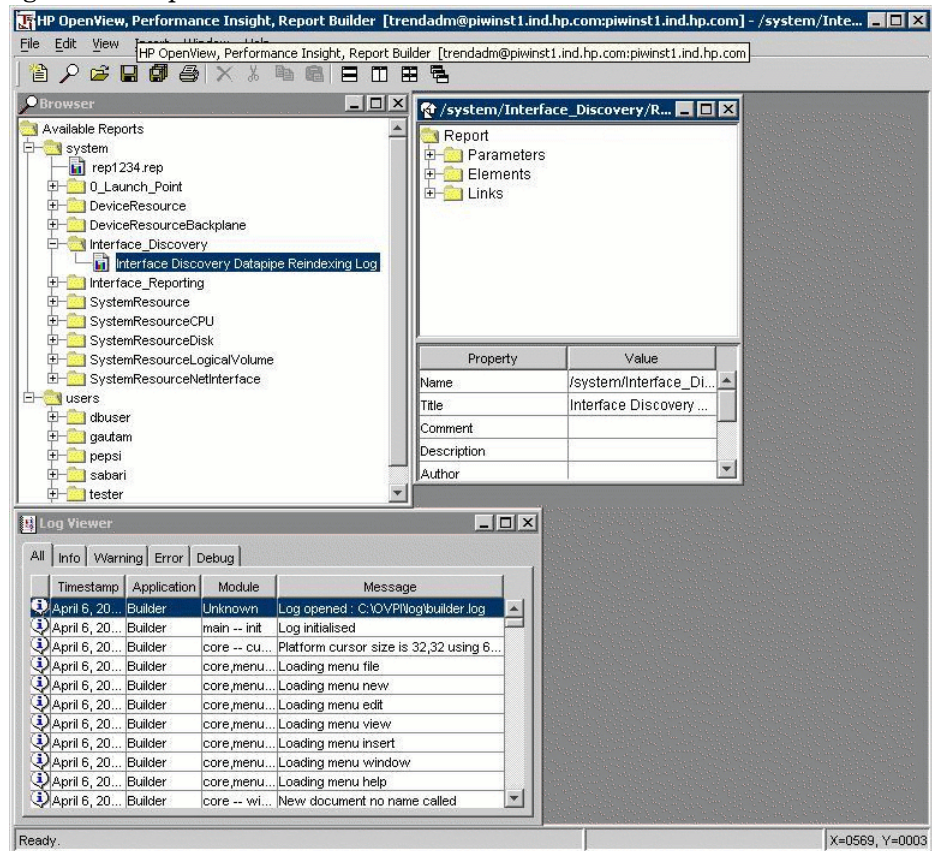 HP OpenView, Performance Insight, Report Builder [trendadm@piwinst1.ind.hp.com:piwinst1.ind.hp.com] - /system/Inte...
File Edit View
HP OpenView, Performance Insight, Report Builder [trendadm@piwinst1.ind.hp.com:piwinst1.ind.hp.com
Browser
Available Reports
system
rep1234.rep
0_Launch_Point
DeviceResource
DeviceResourceBackplane
Interface_Discovery
Interface Discovery Datapipe Reindexing Log
Interface_Reporting
SystemResource
SystemResourceCPU
SystemResourceDisk
SystemResourceLogicalVolume
SystemResourceNetInterface
users
dbuser
gautam
pepsi
sabari
tester
/system/Interface_Discovery/R...
Report
Parameters
Elements
Links
Property Value
Name /system/Interface_Di...
Title Interface Discovery ...
Comment
Description
Author
Log Viewer
All Info Warning Error Debug
Timestamp Application Module Message
April 6, 20... Builder Unknown Log opened : C:\OVPI\log\builder.log
April 6, 20... Builder main -- init Log initialised
April 6, 20... Builder core -- cu... Platform cursor size is 32,32 using 6...
April 6, 20... Builder core,menu... Loading menu file
April 6, 20... Builder core,menu... Loading menu new
April 6, 20... Builder core,menu... Loading menu edit
April 6, 20... Builder core,menu... Loading menu view
April 6, 20... Builder core,menu... Loading menu insert
April 6, 20... Builder core,menu... Loading menu window
April 6, 20... Builder core,menu... Loading menu help
April 6, 20... Builder core -- wi... New document no name called
Ready. X=0569, Y=0003